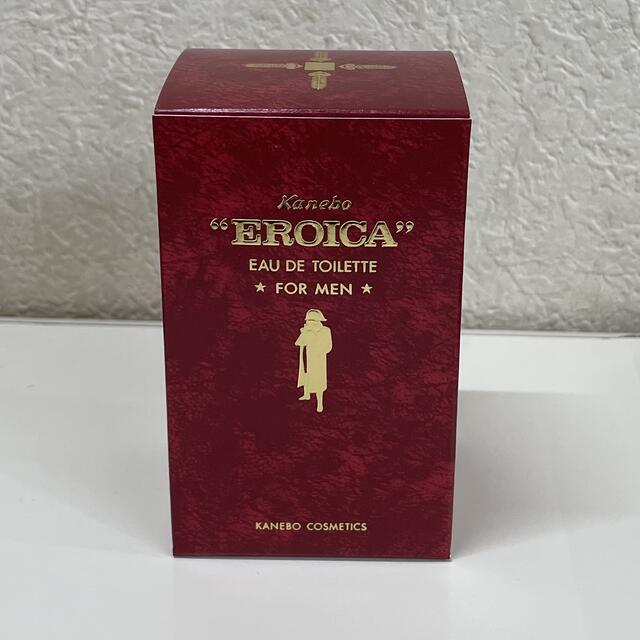 Kanebo
“EROICA”
EAU DE TOILETTE
★ FOR MEN ★
KANEBO COSMETICS